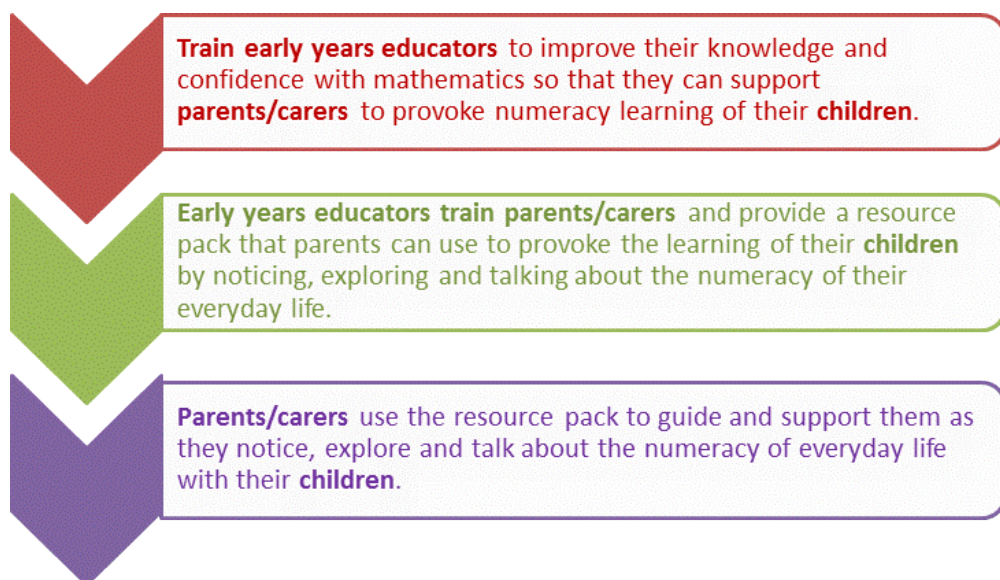 Train early years educators to improve their knowledge and
confidence with mathematics so that they can support
parents/carers to provoke numeracy learning of their children.
Early years educators train parents/carers and provide a resource
pack that parents can use to provoke the learning of their children
by noticing, exploring and talking about the numeracy of their
everyday life.
Parents/carers use the resource pack to guide and support them as
they notice, explore and talk about the numeracy of everyday life
with their children.